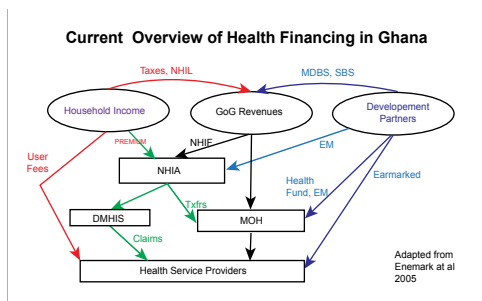 Current Overview of Health Financing in Ghana
Taxes, NHIL
MDBS, SBS
Household Income
GoG Revenues
Developement
Partners
PREMIUM
NHIF
EM
User
Fees
NHIA
Health
Fund, EM
Earmarked
DMHIS
Txfrs
MOH
Claims
Health Service Providers
Adapted from
Enemark at al
2005